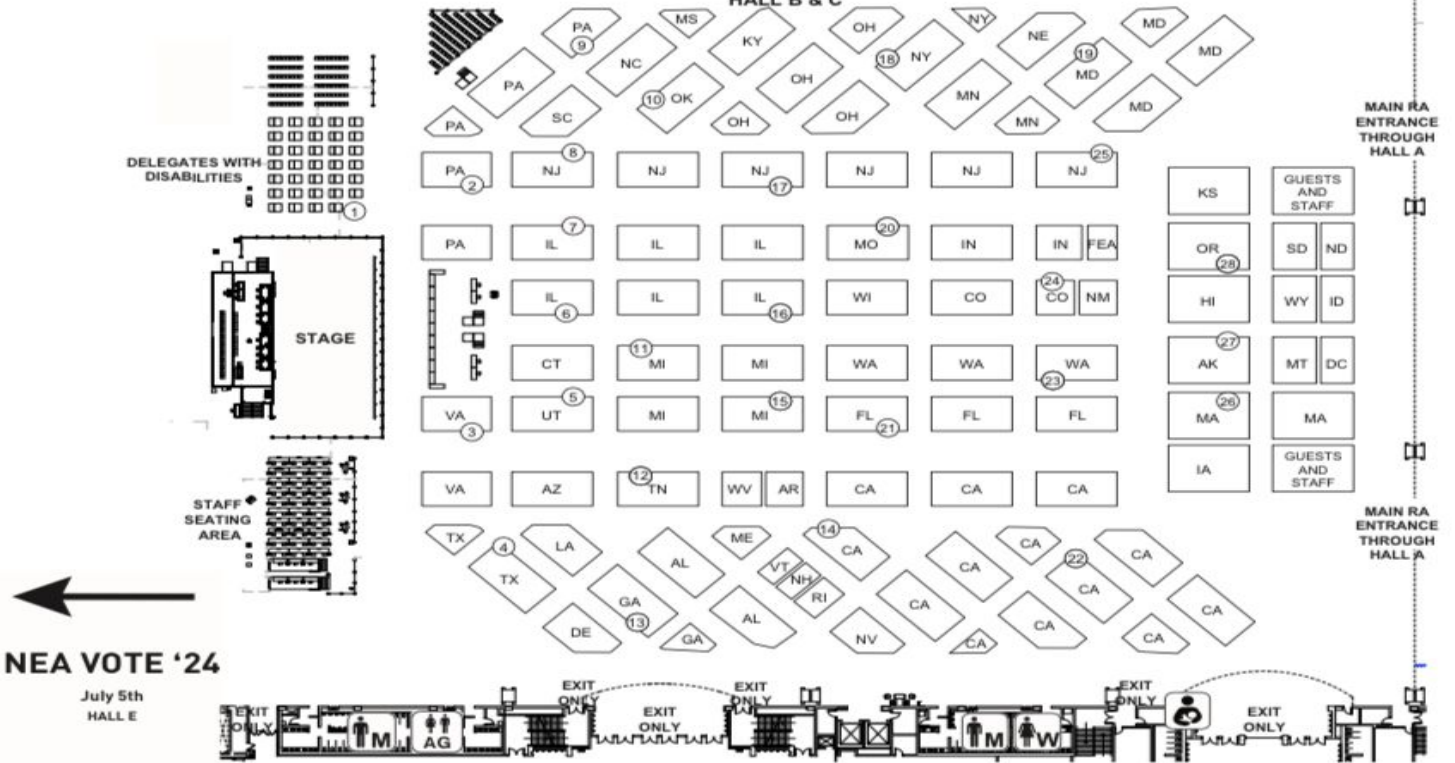 HALL B & C
PA
9
MS
KY
OH
NY
NE
MD
NC
18
NY
19
MD
MD
PA
10
OK
OH
MN
MD
PA
SC
OH
OH
MN
MAIN RA
ENTRANCE
THROUGH
HALL A
DELEGATES WITH
DISABILITIES
1
PA
2
NJ
8
NJ
NJ
17
NJ
NJ
NJ
25
KS
GUESTS
AND
STAFF
PA
IL
7
IL
IL
MO
20
IN
IN
FEA
OR
28
SD
ND
STAGE
IL
6
IL
IL
16
WI
CO
24
CO
NM
HI
WY
ID
CT
11
MI
MI
WA
WA
WA
23
AK
27
MT
DC
VA
3
UT
5
MI
MI
15
FL
21
FL
FL
MA
26
MA
VA
AZ
12
TN
WV
AR
CA
CA
CA
IA
GUESTS
AND
STAFF
STAFF
SEATING
AREA
MAIN RA
ENTRANCE
THROUGH
HALL A
TX
4
LA
ME
14
CA
CA
CA
TX
AL
VT
NH
RI
CA
22
CA
GA
13
AL
CA
CA
CA
DE
GA
NV
CA
CA
NEA VOTE ‘24
July 5th
HALL E
EXIT
ONLY
M
AG
EXIT
ONLY
EXIT
ONLY
EXIT
ONLY
M
W
EXIT
ONLY
EXIT
ONLY